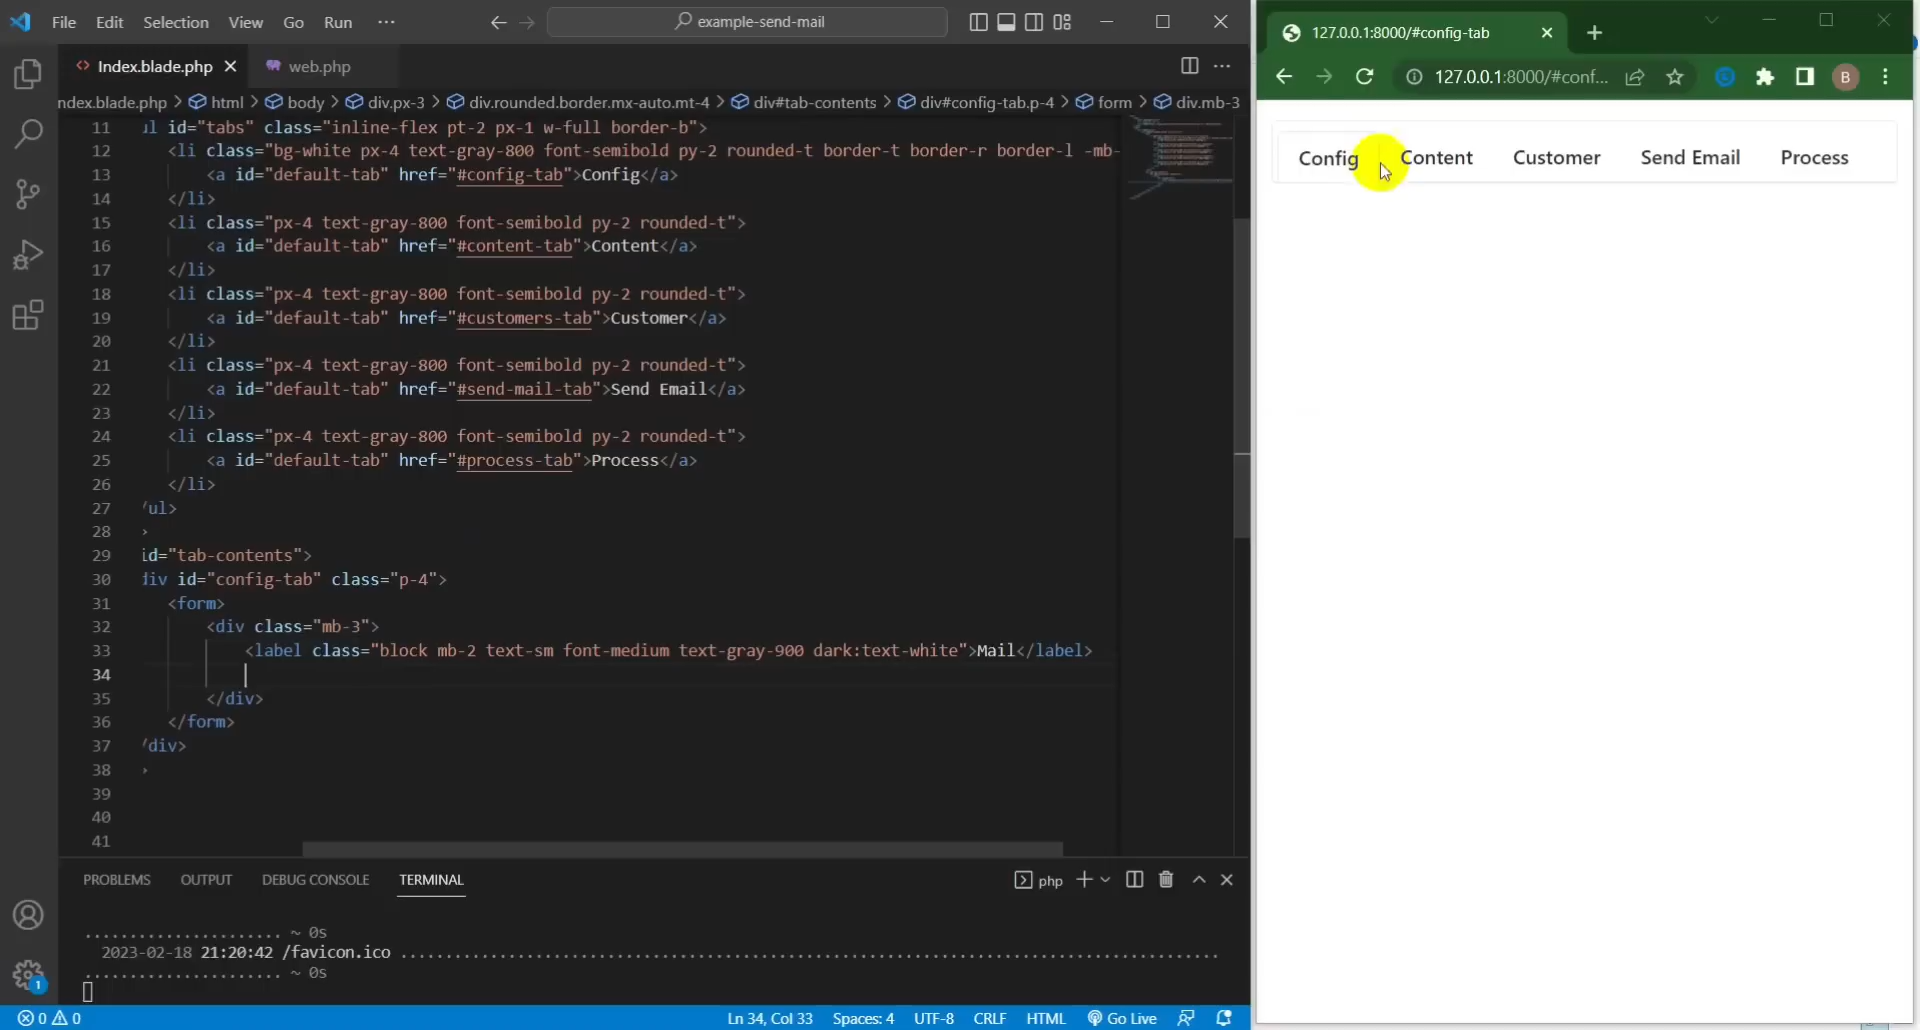 File Edit Selection View Go Run ··· example-send-mail
Index.blade.php web.php
ndex.blade.php > html > body > div.px-3 > div.rounded.border.mx-auto.mt-4 > div#tab-contents > div#config-tab.p-4 > form > div.mb-3
11 ul id="tabs" class="inline-flex pt-2 px-1 w-full border-b">
12 <li class="bg-white px-4 text-gray-800 font-semibold py-2 rounded-t border-t border-r border-l -mb-
13 <a id="default-tab" href="#config-tab">Config</a>
14 </li>
15 <li class="px-4 text-gray-800 font-semibold py-2 rounded-t">
16 <a id="default-tab" href="#content-tab">Content</a>
17 </li>
18 <li class="px-4 text-gray-800 font-semibold py-2 rounded-t">
19 <a id="default-tab" href="#customers-tab">Customer</a>
20 </li>
21 <li class="px-4 text-gray-800 font-semibold py-2 rounded-t">
22 <a id="default-tab" href="#send-mail-tab">Send Email</a>
23 </li>
24 <li class="px-4 text-gray-800 font-semibold py-2 rounded-t">
25 <a id="default-tab" href="#process-tab">Process</a>
26 </li>
27 /ul>
28 >
29 id="tab-contents">
30 div id="config-tab" class="p-4">
31 <form>
32 <div class="mb-3">
33 <label class="block mb-2 text-sm font-medium text-gray-900 dark:text-white">Mail</label>
34
35 </div>
36 </form>
37 /div>
38 >
39
40
41
PROBLEMS OUTPUT DEBUG CONSOLE TERMINAL php
...................... ~ 0s
2023-02-18 21:20:42 /favicon.ico ....................................................................................
...................... ~ 0s
1
0 0 Ln 34, Col 33 Spaces: 4 UTF-8 CRLF HTML Go Live
127.0.0.1:8000/#config-tab
127.0.0.1:8000/#conf... B
Config Content Customer Send Email Process